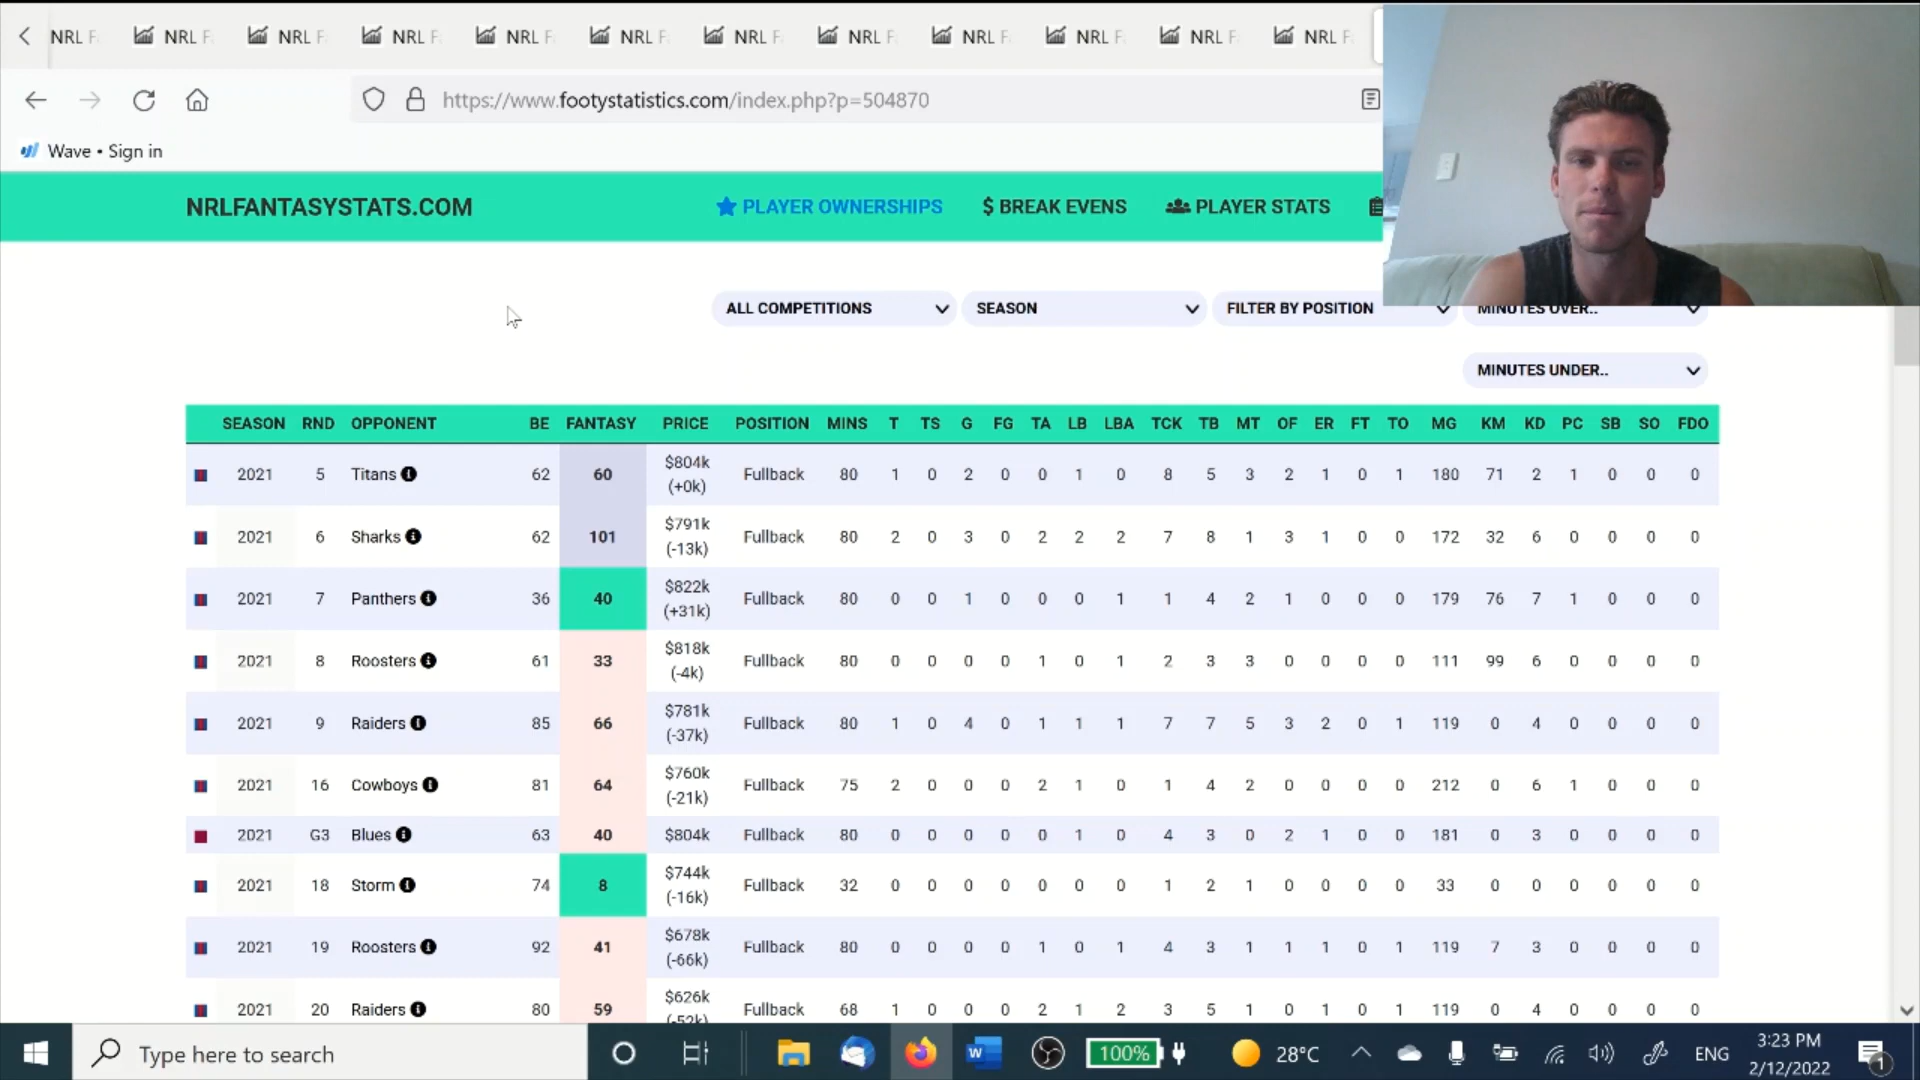 NRL F NRL F NRL F NRL F NRL F NRL F NRL F NRL F NRL F NRL F NRL F NRL F
https://www.footystatistics.com/index.php?p=504870
Wave • Sign in
NRLFANTASYSTATS.COM PLAYER OWNERSHIPS $ BREAK EVENS PLAYER STATS
ALL COMPETITIONS SEASON FILTER BY POSITION MINUTES OVER..
MINUTES UNDER..
SEASON RND OPPONENT BE FANTASY PRICE POSITION MINS T TS G FG TA LB LBA TCK TB MT OF ER FT TO MG KM KD PC SB SO FDO
2021 5 Titans 62 60 $804k (+0k) Fullback 80 1 0 2 0 0 1 0 8 5 3 2 1 0 1 180 71 2 1 0 0 0
2021 6 Sharks 62 101 $791k (-13k) Fullback 80 2 0 3 0 2 2 2 7 8 1 3 1 0 0 172 32 6 0 0 0 0
2021 7 Panthers 36 40 $822k (+31k) Fullback 80 0 0 1 0 0 0 1 1 4 2 1 0 0 0 179 76 7 1 0 0 0
2021 8 Roosters 61 33 $818k (-4k) Fullback 80 0 0 0 0 1 0 1 2 3 3 0 0 0 0 111 99 6 0 0 0 0
2021 9 Raiders 85 66 $781k (-37k) Fullback 80 1 0 4 0 1 1 1 7 7 5 3 2 0 1 119 0 4 0 0 0 0
2021 16 Cowboys 81 64 $760k (-21k) Fullback 75 2 0 0 0 2 1 0 1 4 2 0 0 0 0 212 0 6 1 0 0 0
2021 G3 Blues 63 40 $804k Fullback 80 0 0 0 0 0 1 0 4 3 0 2 1 0 0 181 0 3 0 0 0 0
2021 18 Storm 74 8 $744k (-16k) Fullback 32 0 0 0 0 0 0 0 1 2 1 0 0 0 0 33 0 0 0 0 0 0
2021 19 Roosters 92 41 $678k (-66k) Fullback 80 0 0 0 0 1 0 1 4 3 1 1 1 0 1 119 7 3 0 0 0 0
2021 20 Raiders 80 59 $626k (-52k) Fullback 68 1 0 0 0 2 1 2 3 5 1 0 1 0 1 119 0 4 0 0 0 0
Type here to search 100% 28°C ENG 3:23 PM
2/12/2022 1